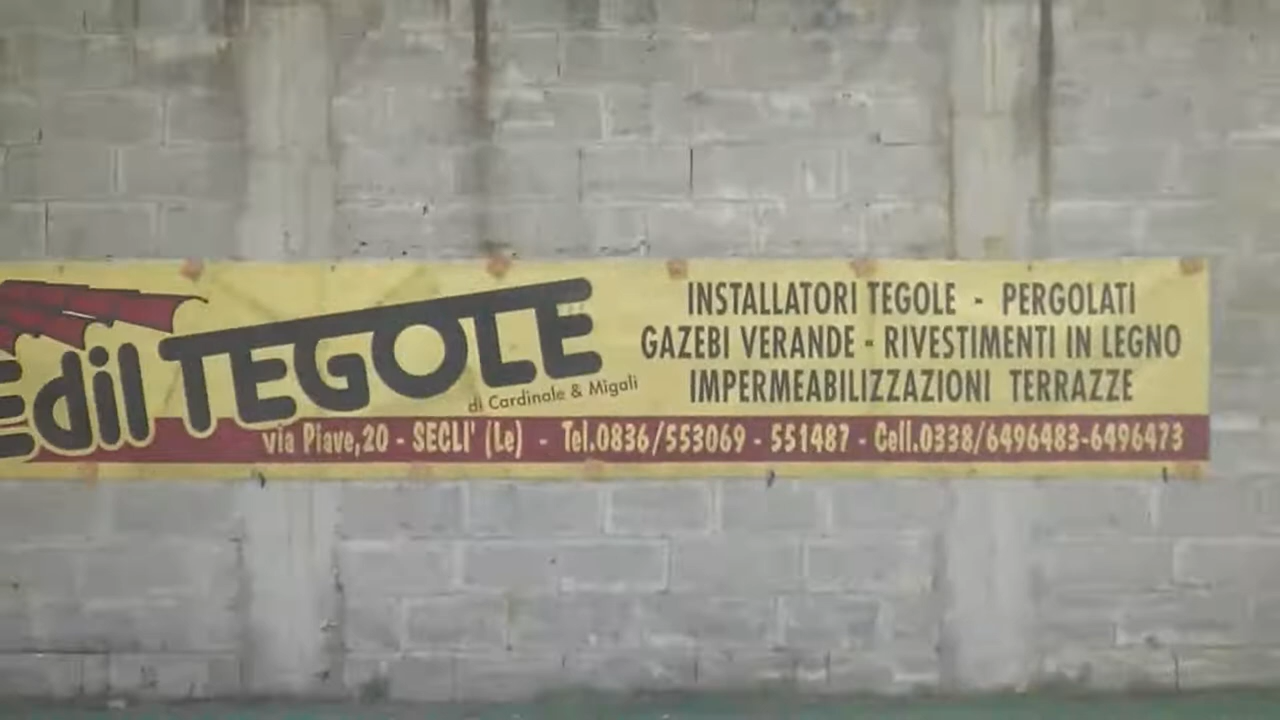 Edil TEGOLE
di Cardinale & Migali
INSTALLATORI TEGOLE - PERGOLATI
GAZEBI VERANDE - RIVESTIMENTI IN LEGNO
IMPERMEABILIZZAZIONI TERRAZZE
via Piave,20 - SECLI' (Le) - Tel.0836/553069 - 551487 - Cell.0338/6496483-6496473